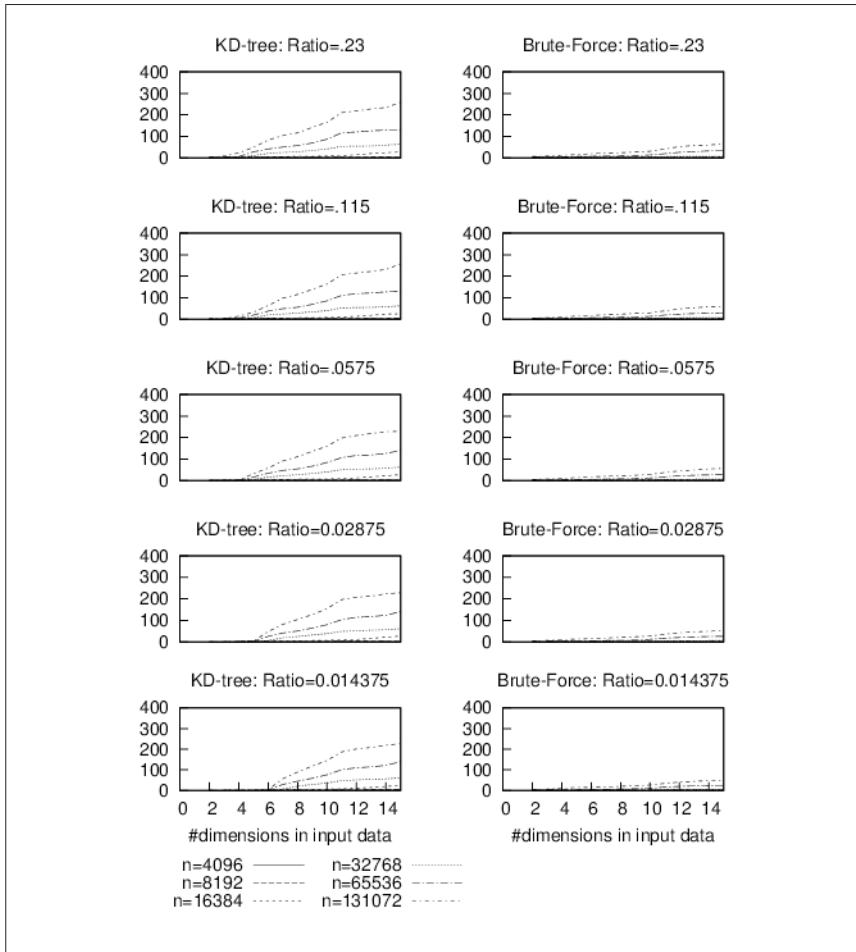 KD-tree: Ratio=.23 Brute-Force: Ratio=.23
400 400
300 300
200 200
100 100
0 0
KD-tree: Ratio=.115 Brute-Force: Ratio=.115
400 400
300 300
200 200
100 100
0 0
KD-tree: Ratio=.0575 Brute-Force: Ratio=.0575
400 400
300 300
200 200
100 100
0 0
KD-tree: Ratio=0.02875 Brute-Force: Ratio=0.02875
400 400
300 300
200 200
100 100
0 0
KD-tree: Ratio=0.014375 Brute-Force: Ratio=0.014375
400 400
300 300
200 200
100 100
0 0
0 2 4 6 8 10 12 14 0 2 4 6 8 10 12 14
#dimensions in input data #dimensions in input data
n=4096 n=32768
n=8192 n=65536
n=16384 n=131072